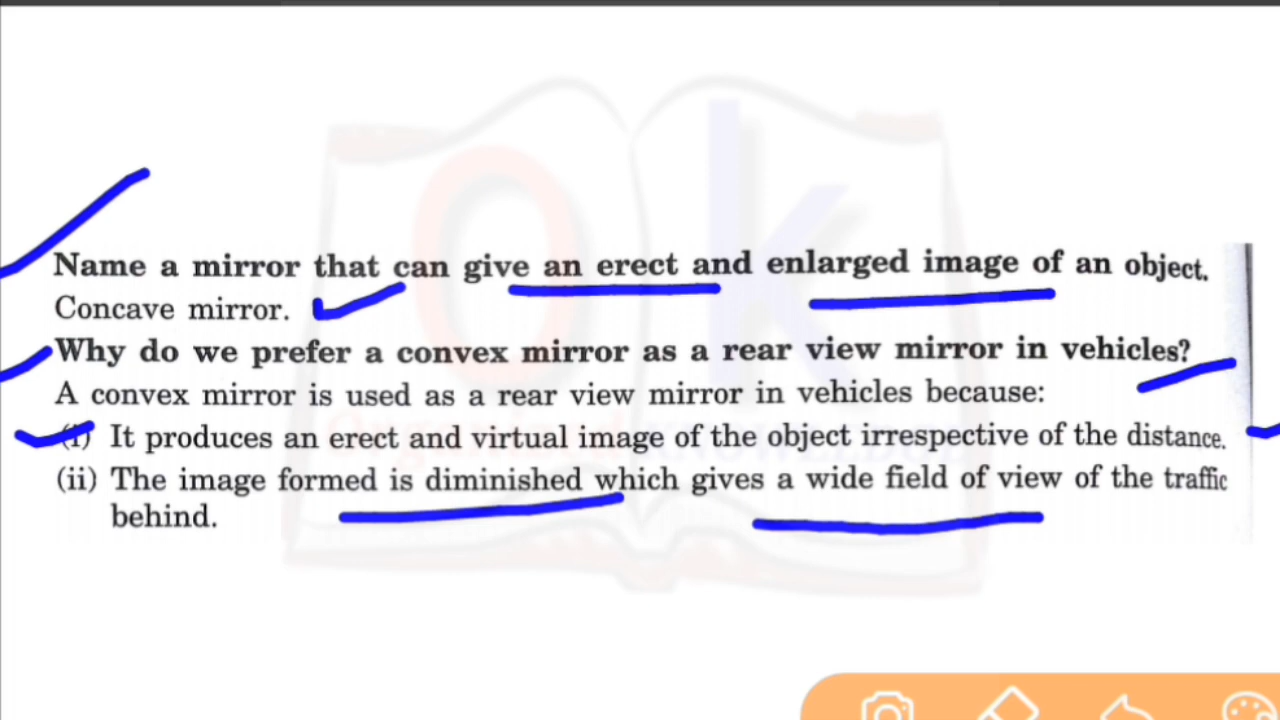 Name a mirror that can give an erect and enlarged image of an object.
Concave mirror.
Why do we prefer a convex mirror as a rear view mirror in vehicles?
A convex mirror is used as a rear view mirror in vehicles because:
(i) It produces an erect and virtual image of the object irrespective of the distance.
(ii) The image formed is diminished which gives a wide field of view of the traffic
behind.
Ok